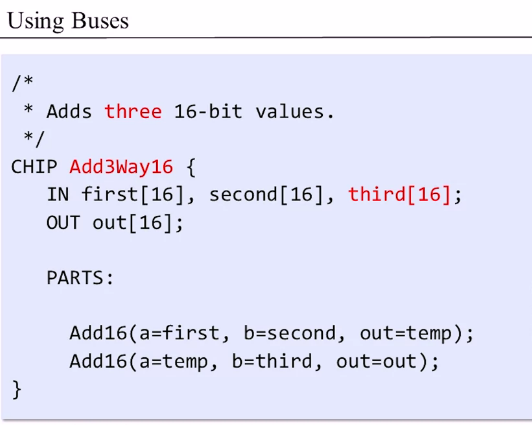 Using Buses
/*
* Adds three 16-bit values.
*/
CHIP Add3Way16 {
IN first[16], second[16], third[16];
OUT out[16];
PARTS:
Add16(a=first, b=second, out=temp);
Add16(a=temp, b=third, out=out);
}